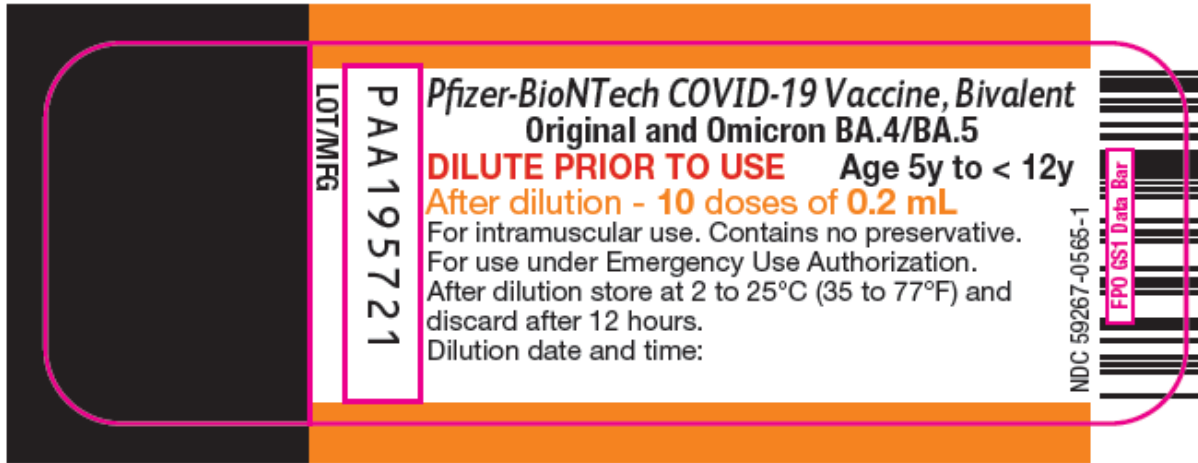 LOT/MFG
PAA195721
Pfizer-BioNTech COVID-19 Vaccine, Bivalent
Original and Omicron BA.4/BA.5
DILUTE PRIOR TO USE Age 5y to < 12y
After dilution - 10 doses of 0.2 mL
For intramuscular use. Contains no preservative.
For use under Emergency Use Authorization.
After dilution store at 2 to 25°C (35 to 77°F) and
discard after 12 hours.
Dilution date and time:
NDC 59267-0565-1
FPO GS1 Data Bar